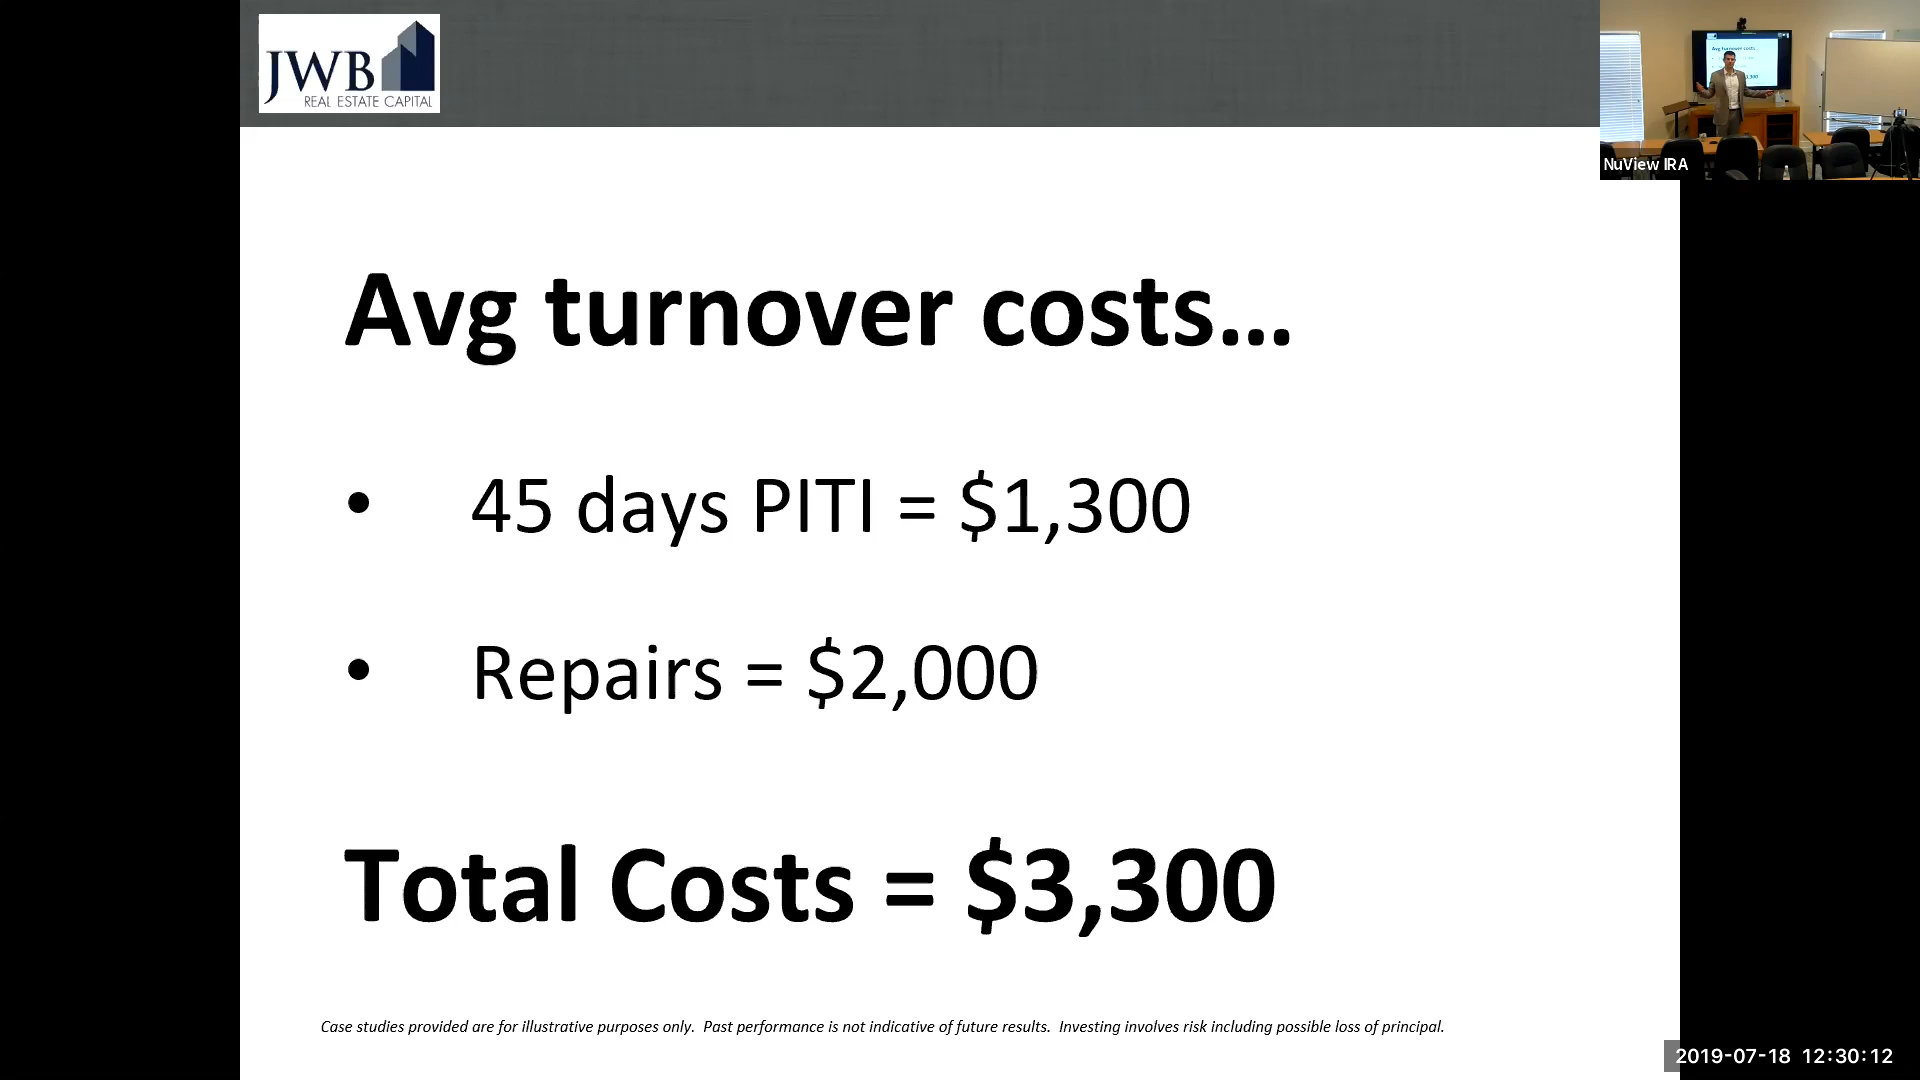 JWB
REAL ESTATE CAPITAL
NuView IRA
Avg turnover costs...
• 45 days PITI = $1,300
• Repairs = $2,000
Total Costs = $3,300
Case studies provided are for illustrative purposes only. Past performance is not indicative of future results. Investing involves risk including possible loss of principal.
2019-07-18 12:30:12